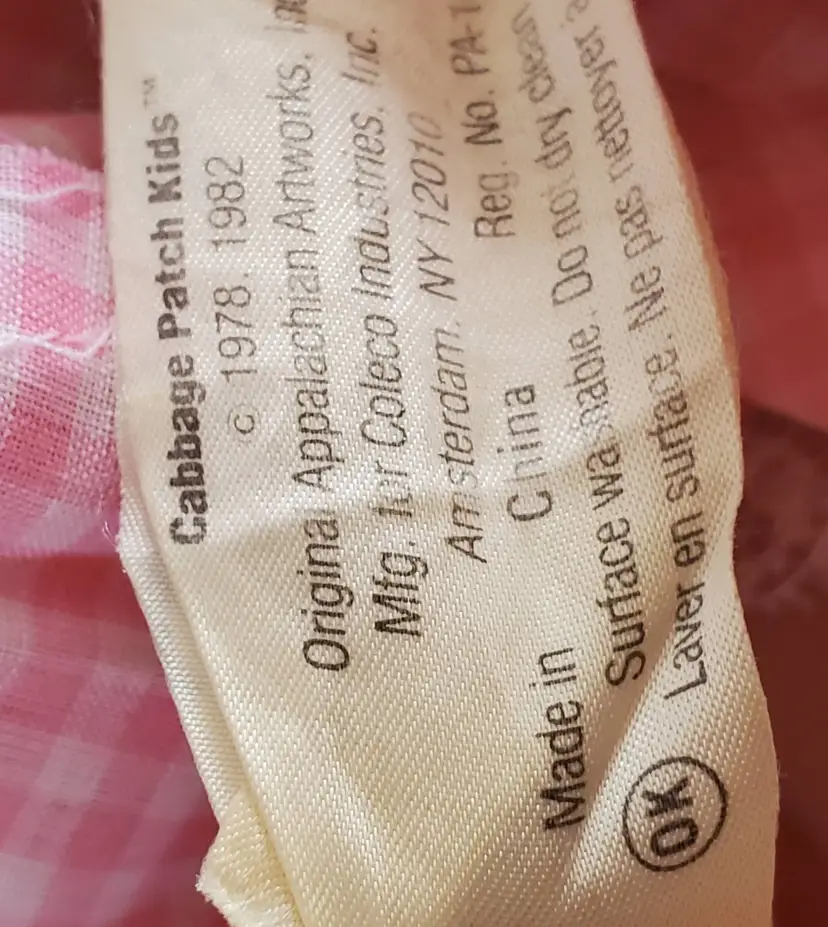 Cabbage Patch Kids™
© 1978, 1982
Original Appalachian Artworks, Inc
Mfg. for Coleco Industries, Inc.
Amsterdam, NY 12010
Reg. No. PA-1
Made in China
Surface washable. Do not dry clean.
Laver en surface. Ne pas nettoyer à
OK